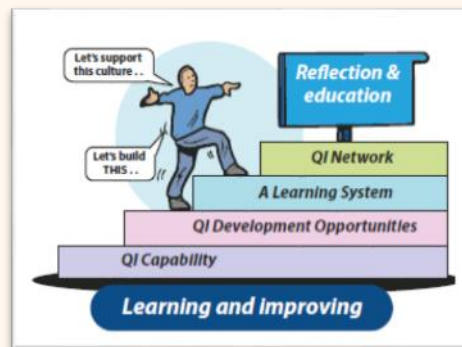 Let's support
this culture . .
Reflection &
education
Let's build
THIS . .
QI Network
A Learning System
QI Development Opportunities
QI Capability
Learning and improving